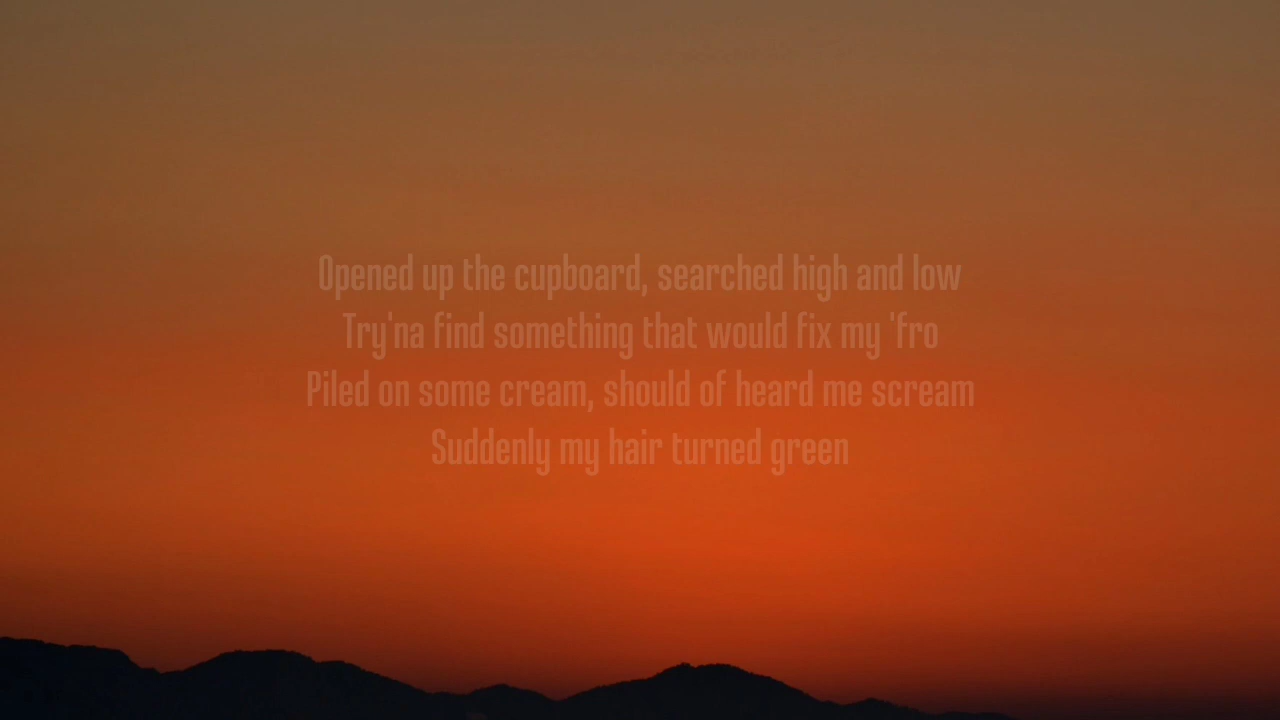 Opened up the cupboard, searched high and low
Try'na find something that would fix my 'fro
Piled on some cream, should of heard me scream
Suddenly my hair turned green